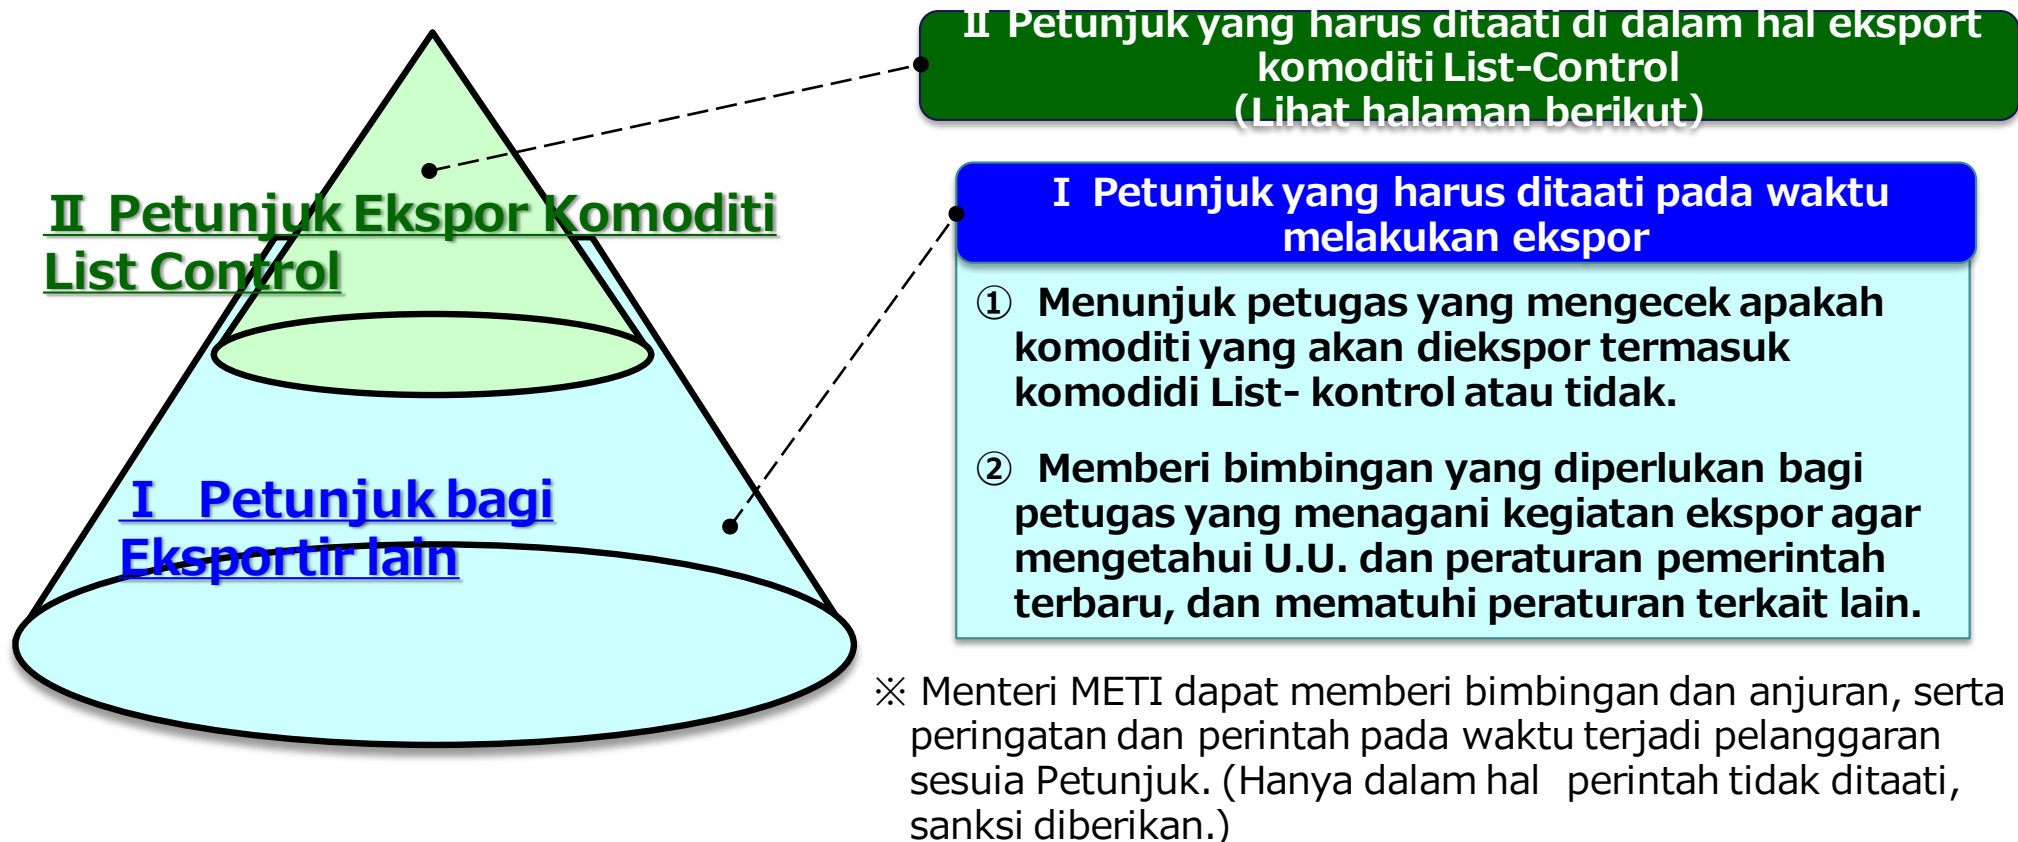 Ⅱ Petunjuk yang harus ditaati di dalam hal eksport
komoditi List-Control
(Lihat halaman berikut)
Ⅱ Petunjuk Ekspor Komoditi
List Control
Ⅰ Petunjuk yang harus ditaati pada waktu
melakukan ekspor
① Menunjuk petugas yang mengecek apakah
komoditi yang akan diekspor termasuk
komodidi List- kontrol atau tidak.
② Memberi bimbingan yang diperlukan bagi
petugas yang menagani kegiatan ekspor agar
mengetahui U.U. dan peraturan pemerintah
terbaru, dan mematuhi peraturan terkait lain.
Ⅰ Petunjuk bagi
Eksportir lain
※ Menteri METI dapat memberi bimbingan dan anjuran, serta
peringatan dan perintah pada waktu terjadi pelanggaran
sesuia Petunjuk. (Hanya dalam hal perintah tidak ditaati,
sanksi diberikan.)